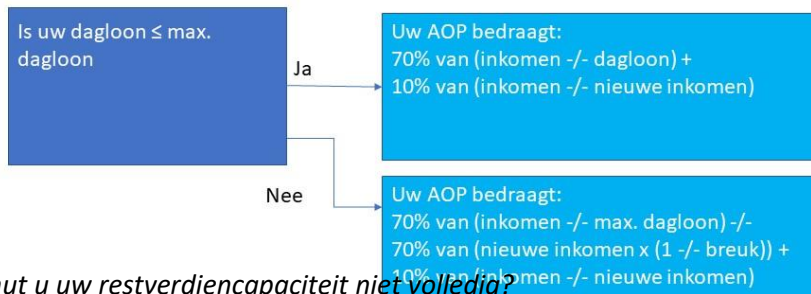 Is uw dagloon ≤ max.
dagloon
Ja
Uw AOP bedraagt:
70% van (inkomen -/- dagloon) +
10% van (inkomen -/- nieuwe inkomen)
Nee
Uw AOP bedraagt:
70% van (inkomen -/- max. dagloon) -/-
70% van (nieuwe inkomen x (1 -/- breuk)) +
10% van (inkomen -/- nieuwe inkomen)
u uw restverdiencapaciteit niet volledig?